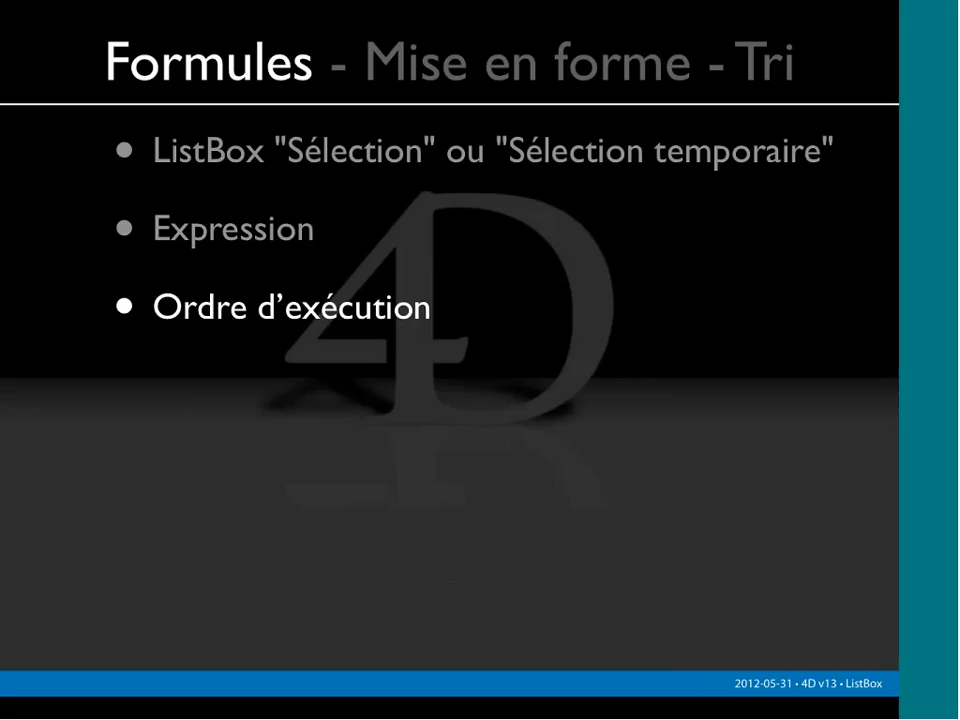 Formules - Mise en forme - Tri
• ListBox "Sélection" ou "Sélection temporaire"
• Expression
• Ordre d’exécution
4D
2012-05-31 • 4D v13 • ListBox